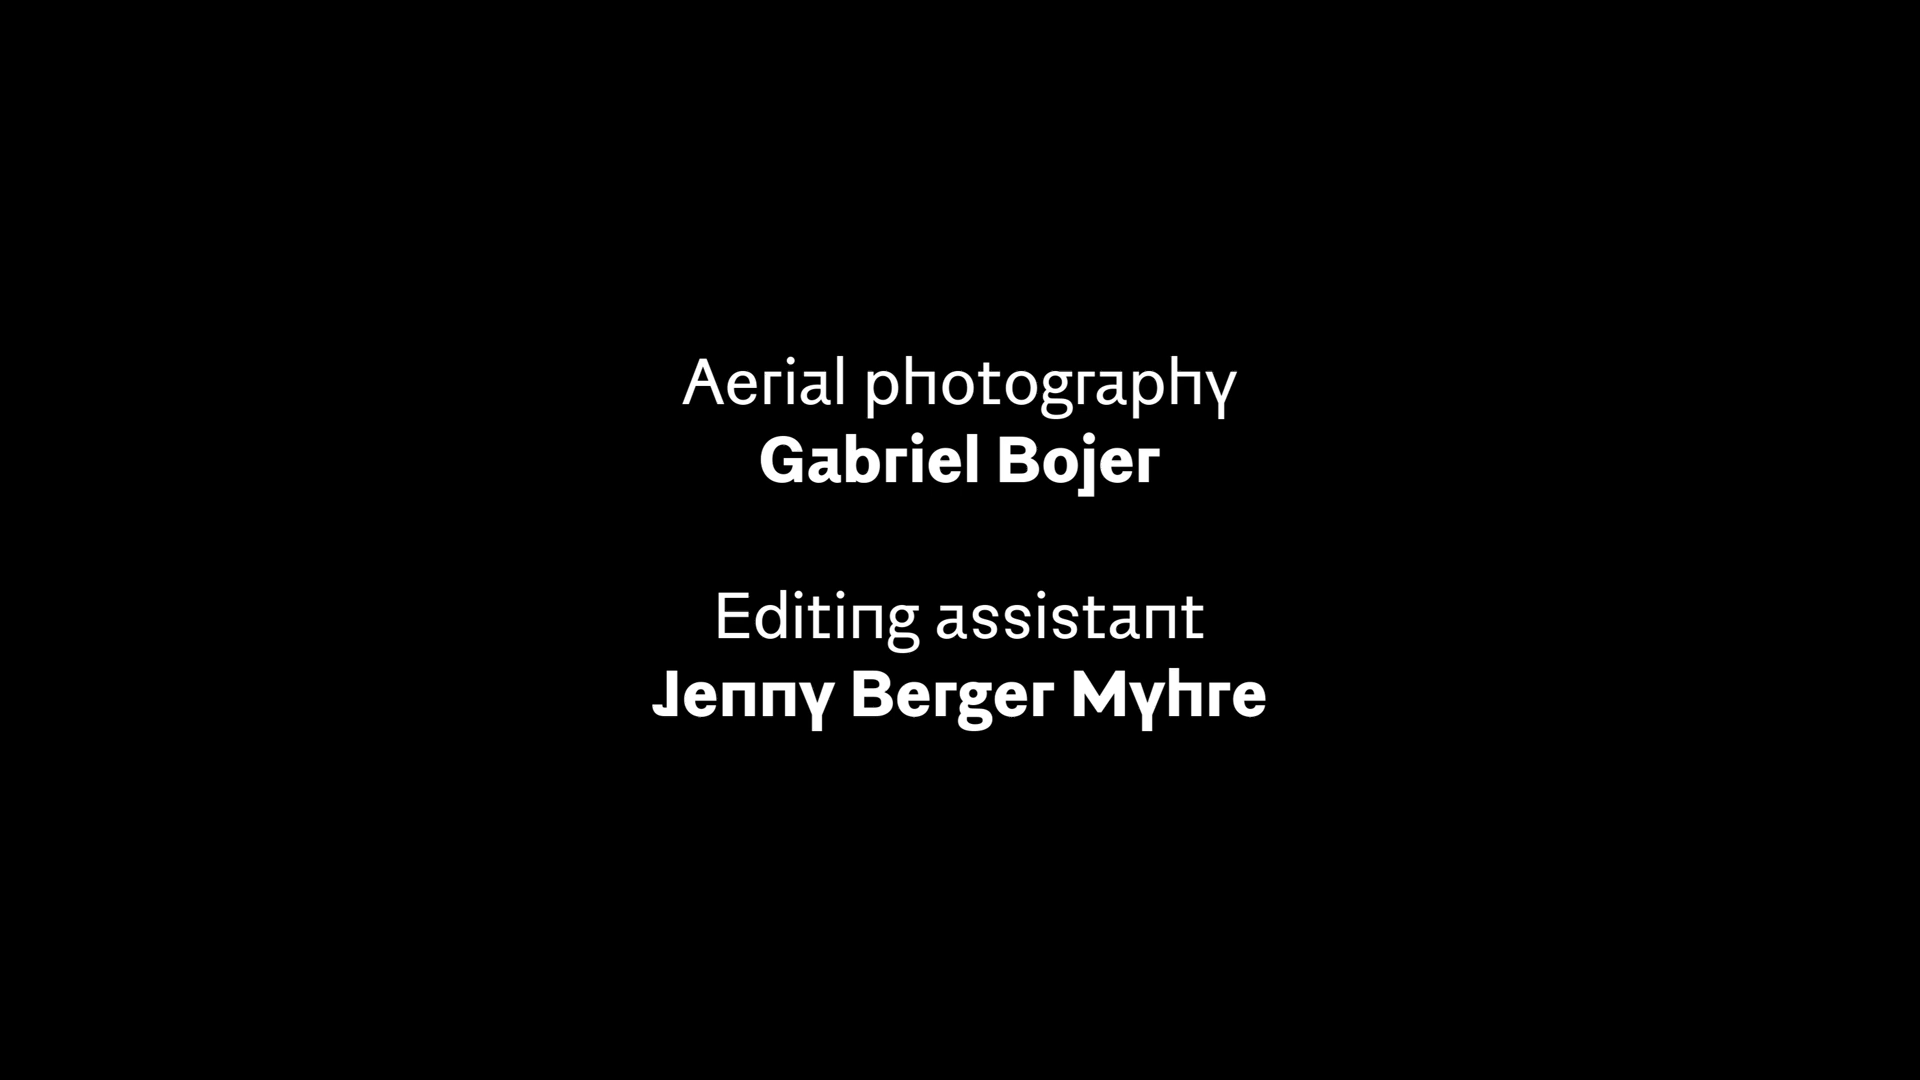 Aerial photography
Gabriel Bojer
Editing assistant
Jenny Berger Myhre